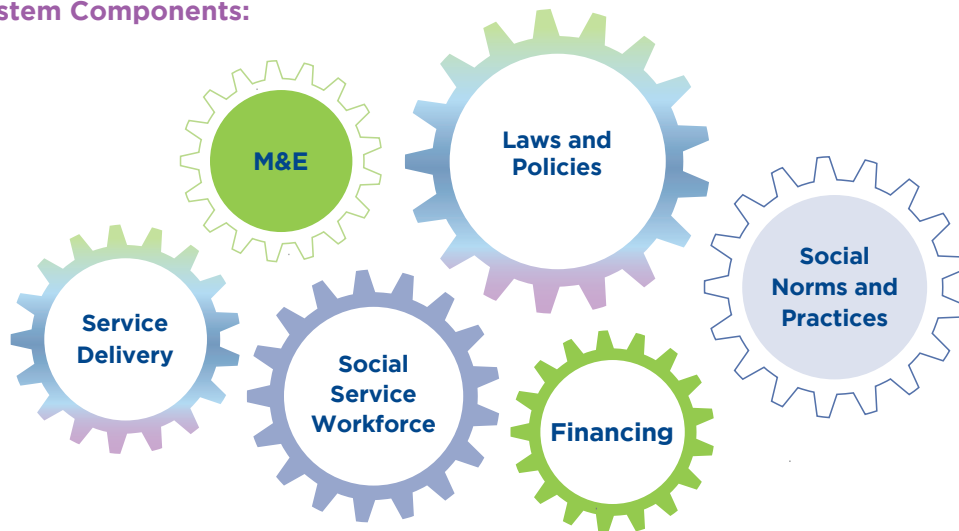 stem Components:
M&E
Laws and
Policies
Social
Norms and
Practices
Service
Delivery
Social
Service
Workforce
Financing